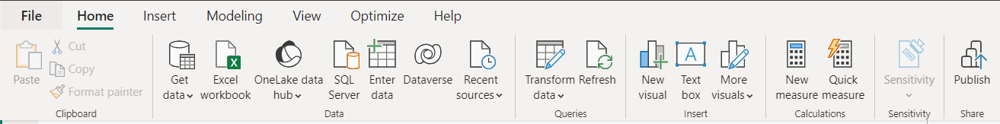 File Home Insert Modeling View Optimize Help
Paste
Cut
Copy
Format painter
Clipboard
Get data
Excel workbook
OneLake data hub
SQL Server
Enter data
Dataverse
Recent sources
Data
Transform data
Refresh
Queries
New visual
Text box
More visuals
Insert
New measure
Quick measure
Calculations
Sensitivity
Sensitivity
Publish
Share